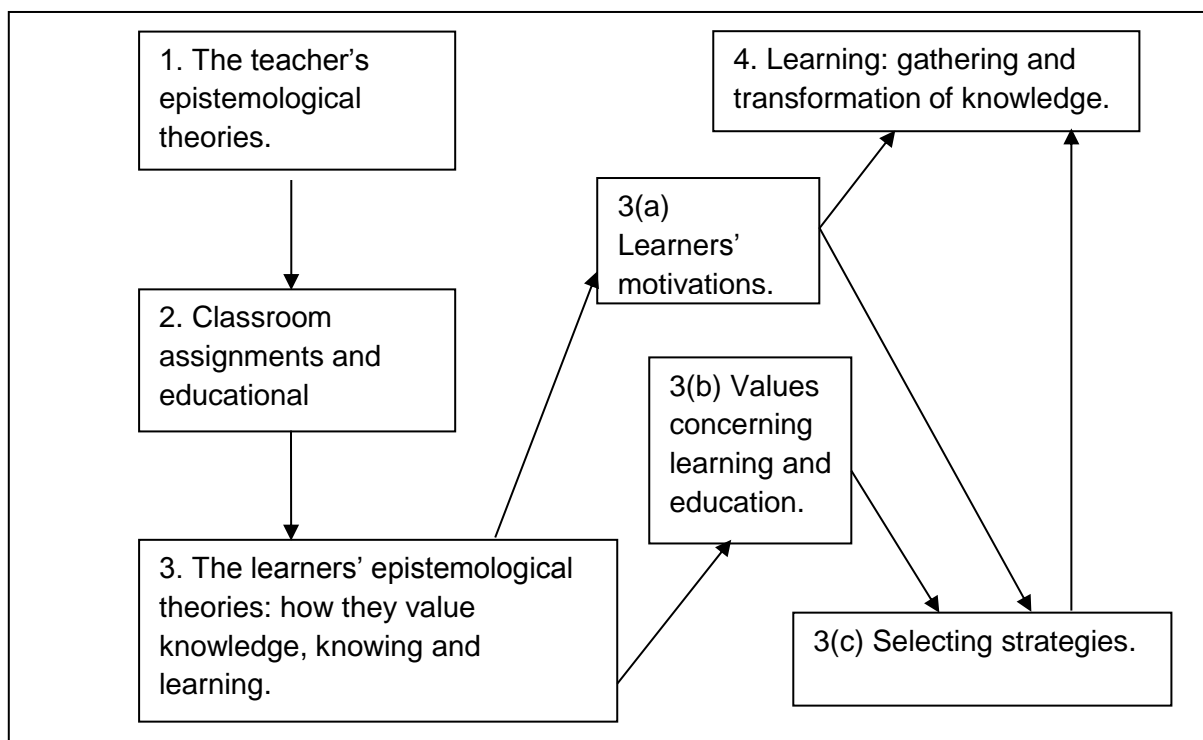 1. The teacher’s
epistemological
theories.
2. Classroom
assignments and
educational
3. The learners’ epistemological
theories: how they value
knowledge, knowing and
learning.
3(a)
Learners’
motivations.
3(b) Values
concerning
learning and
education.
3(c) Selecting strategies.
4. Learning: gathering and
transformation of knowledge.